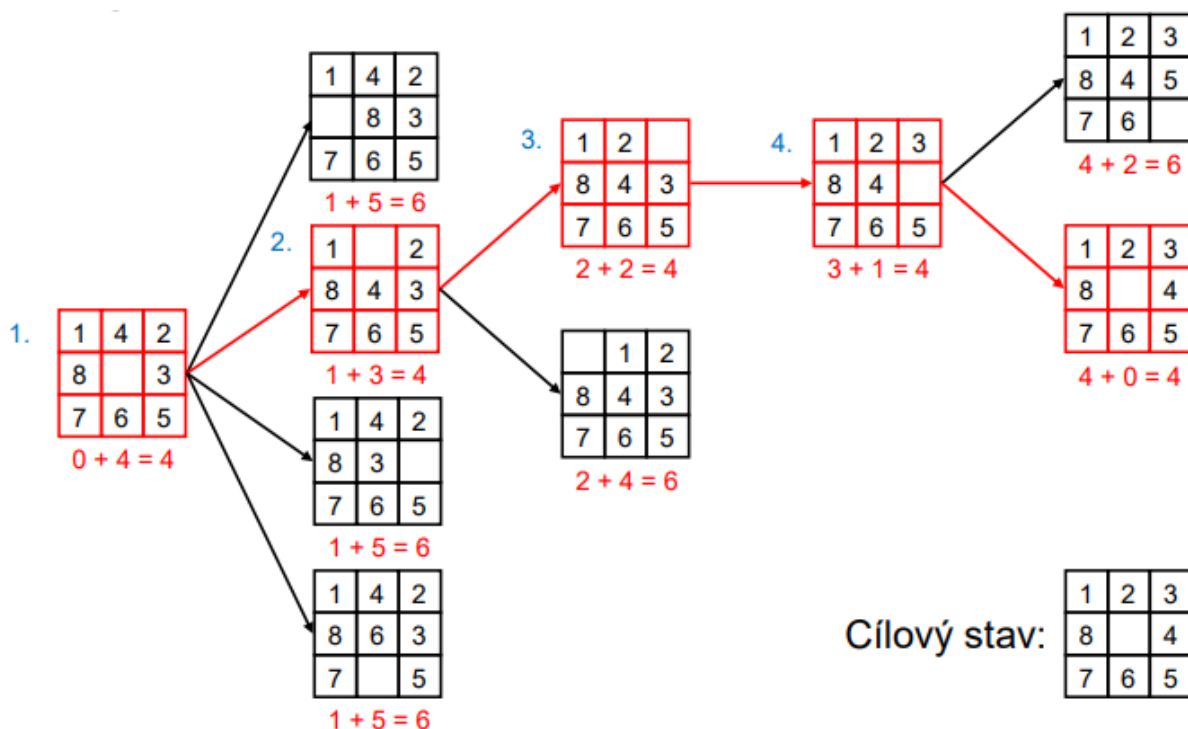 1.
1 4 2
8 3
7 6 5
0 + 4 = 4
1 4 2
8 3
7 6 5
1 + 5 = 6
2.
1 2
8 4 3
7 6 5
1 + 3 = 4
1 4 2
8 3
7 6 5
1 + 5 = 6
1 4 2
8 6 3
7 5
1 + 5 = 6
3.
1 2
8 4 3
7 6 5
2 + 2 = 4
1 2
8 4 3
7 6 5
2 + 4 = 6
4.
1 2 3
8 4
7 6 5
3 + 1 = 4
1 2 3
8 4 5
7 6
4 + 2 = 6
1 2 3
8 4
7 6 5
4 + 0 = 4
Cílový stav:
1 2 3
8 4
7 6 5